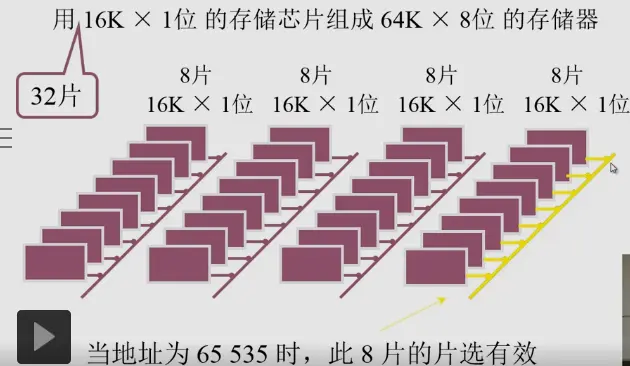 用 16K × 1位 的存储芯片组成 64K × 8位 的存储器
32片
8片 8片 8片 8片
16K × 1位 16K × 1位 16K × 1位 16K × 1位
当地址为 65 535 时，此 8 片的片选有效